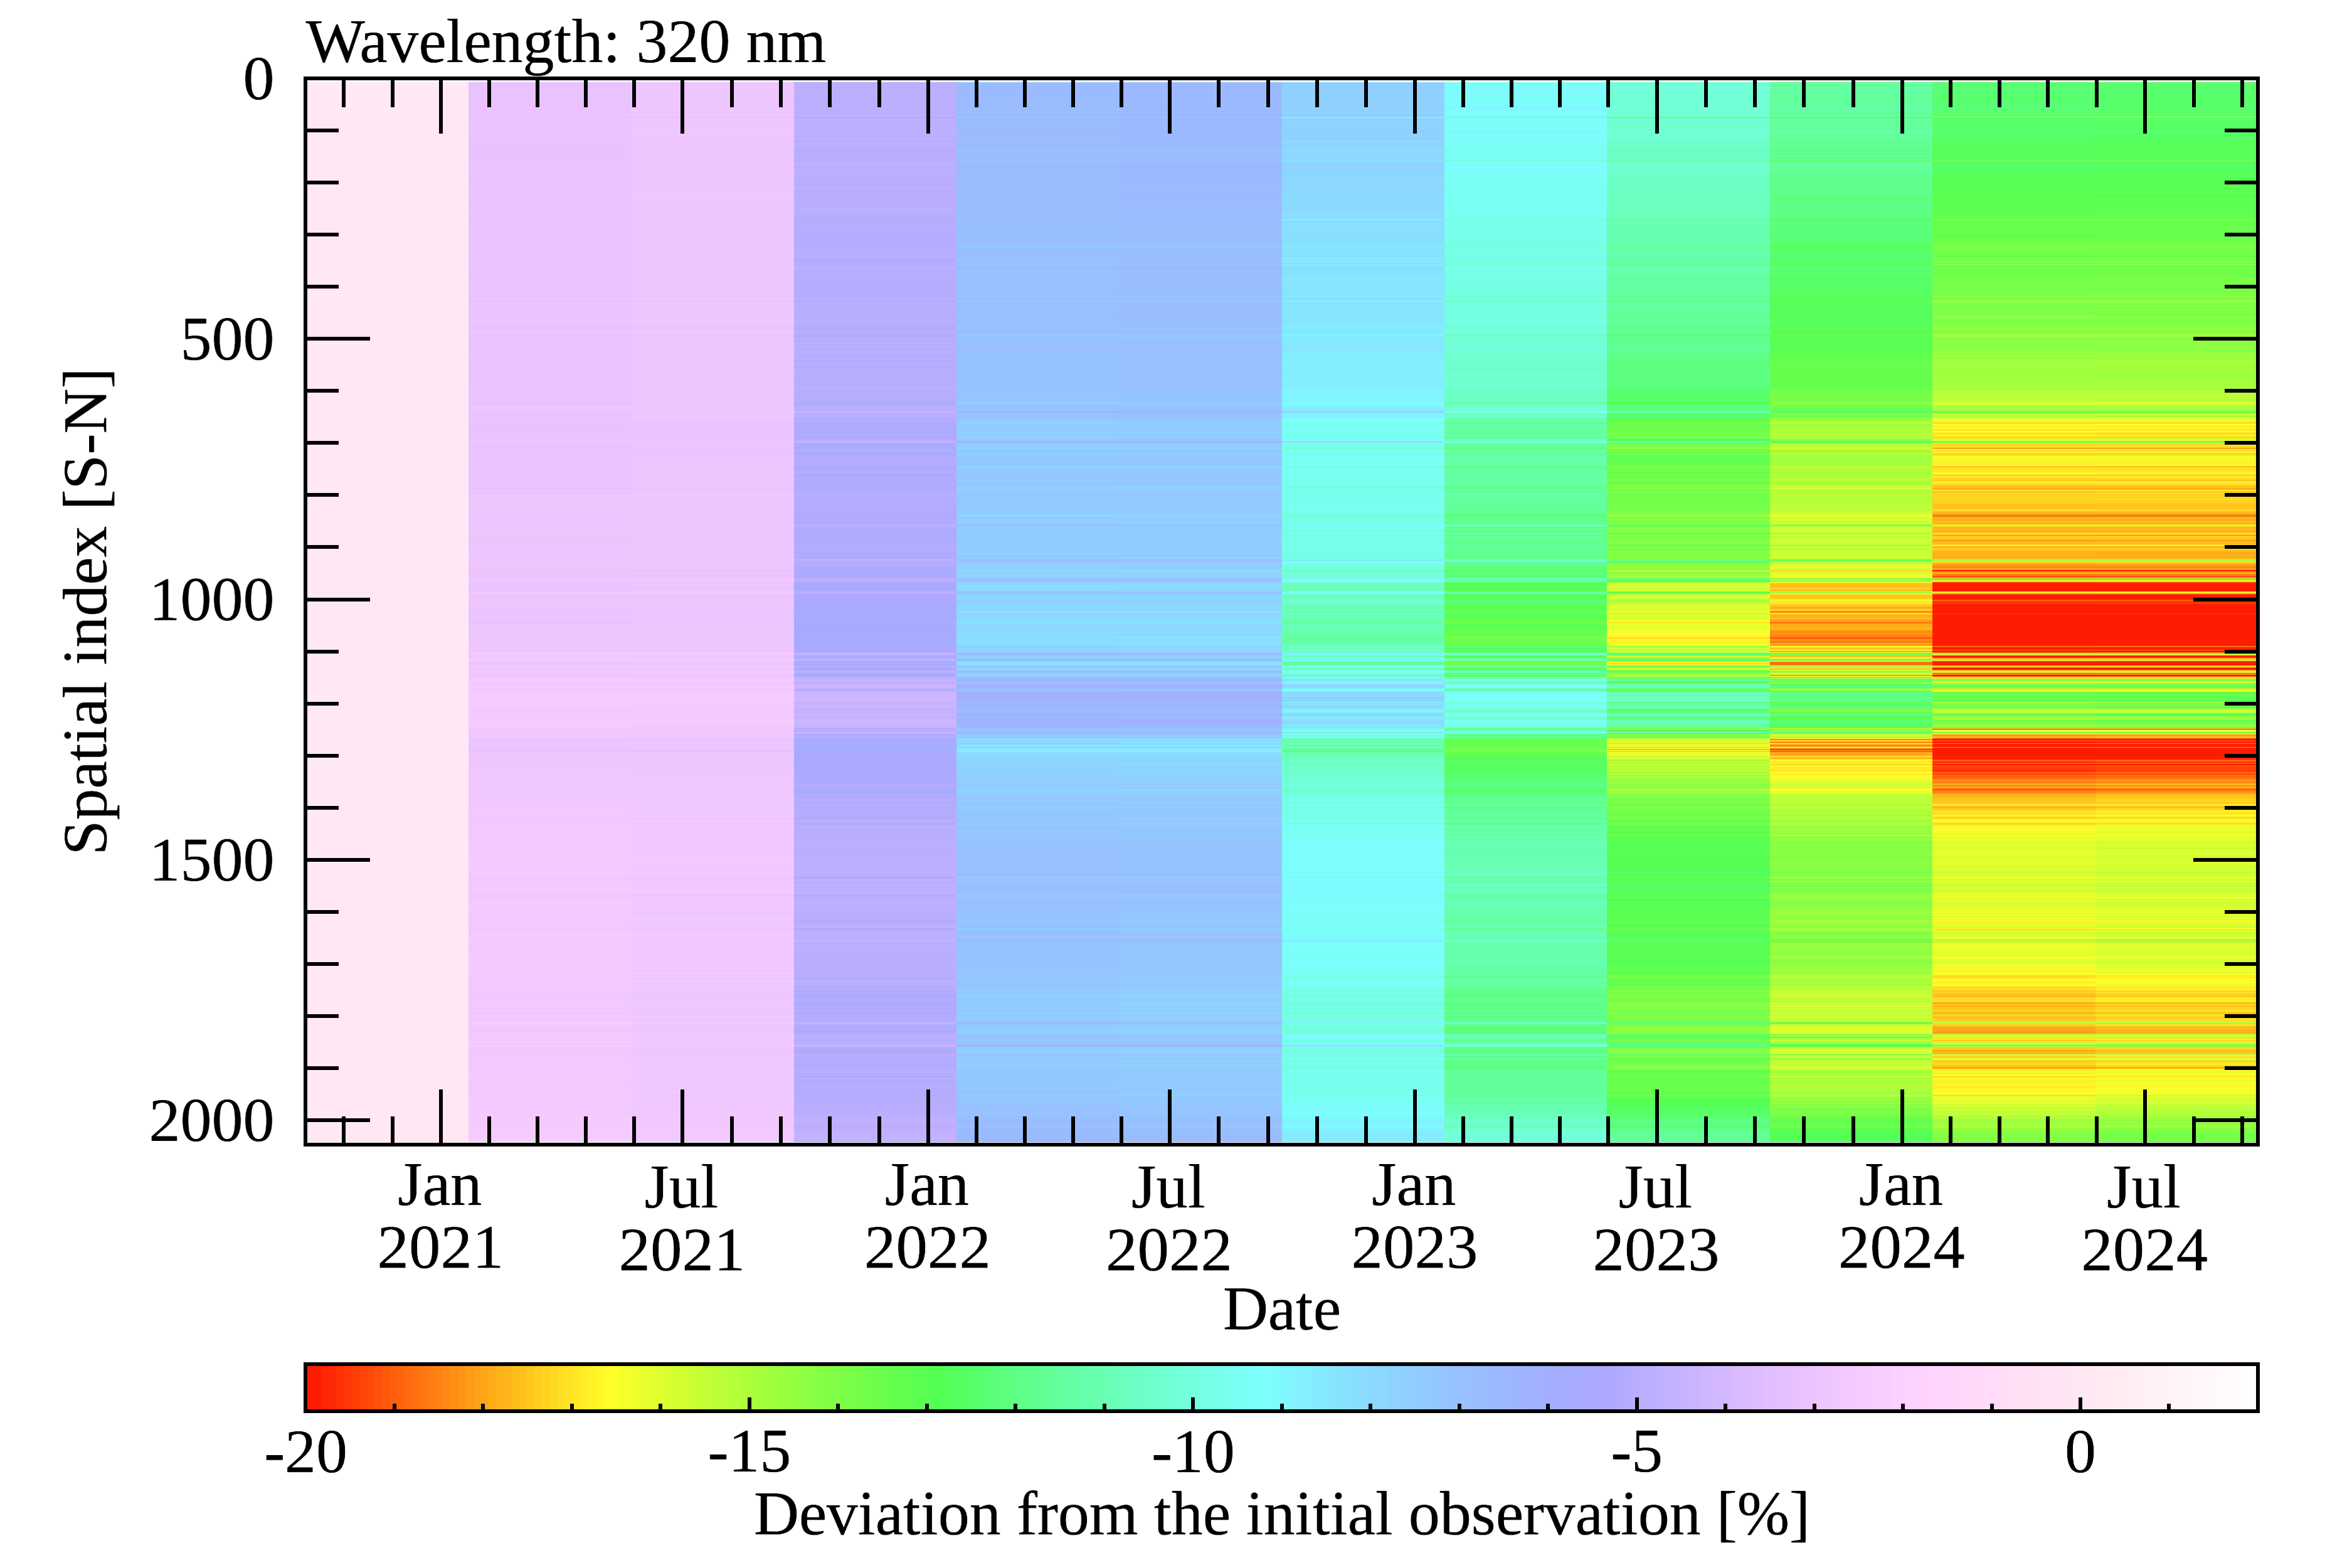 Wavelength: 320 nm
0
500
1000
1500
2000
Spatial index [S-N]
Jan Jul Jan Jul Jan Jul Jan Jul
2021 2021 2022 2022 2023 2023 2024 2024
Date
-20 -15 -10 -5 0
Deviation from the initial observation [%]